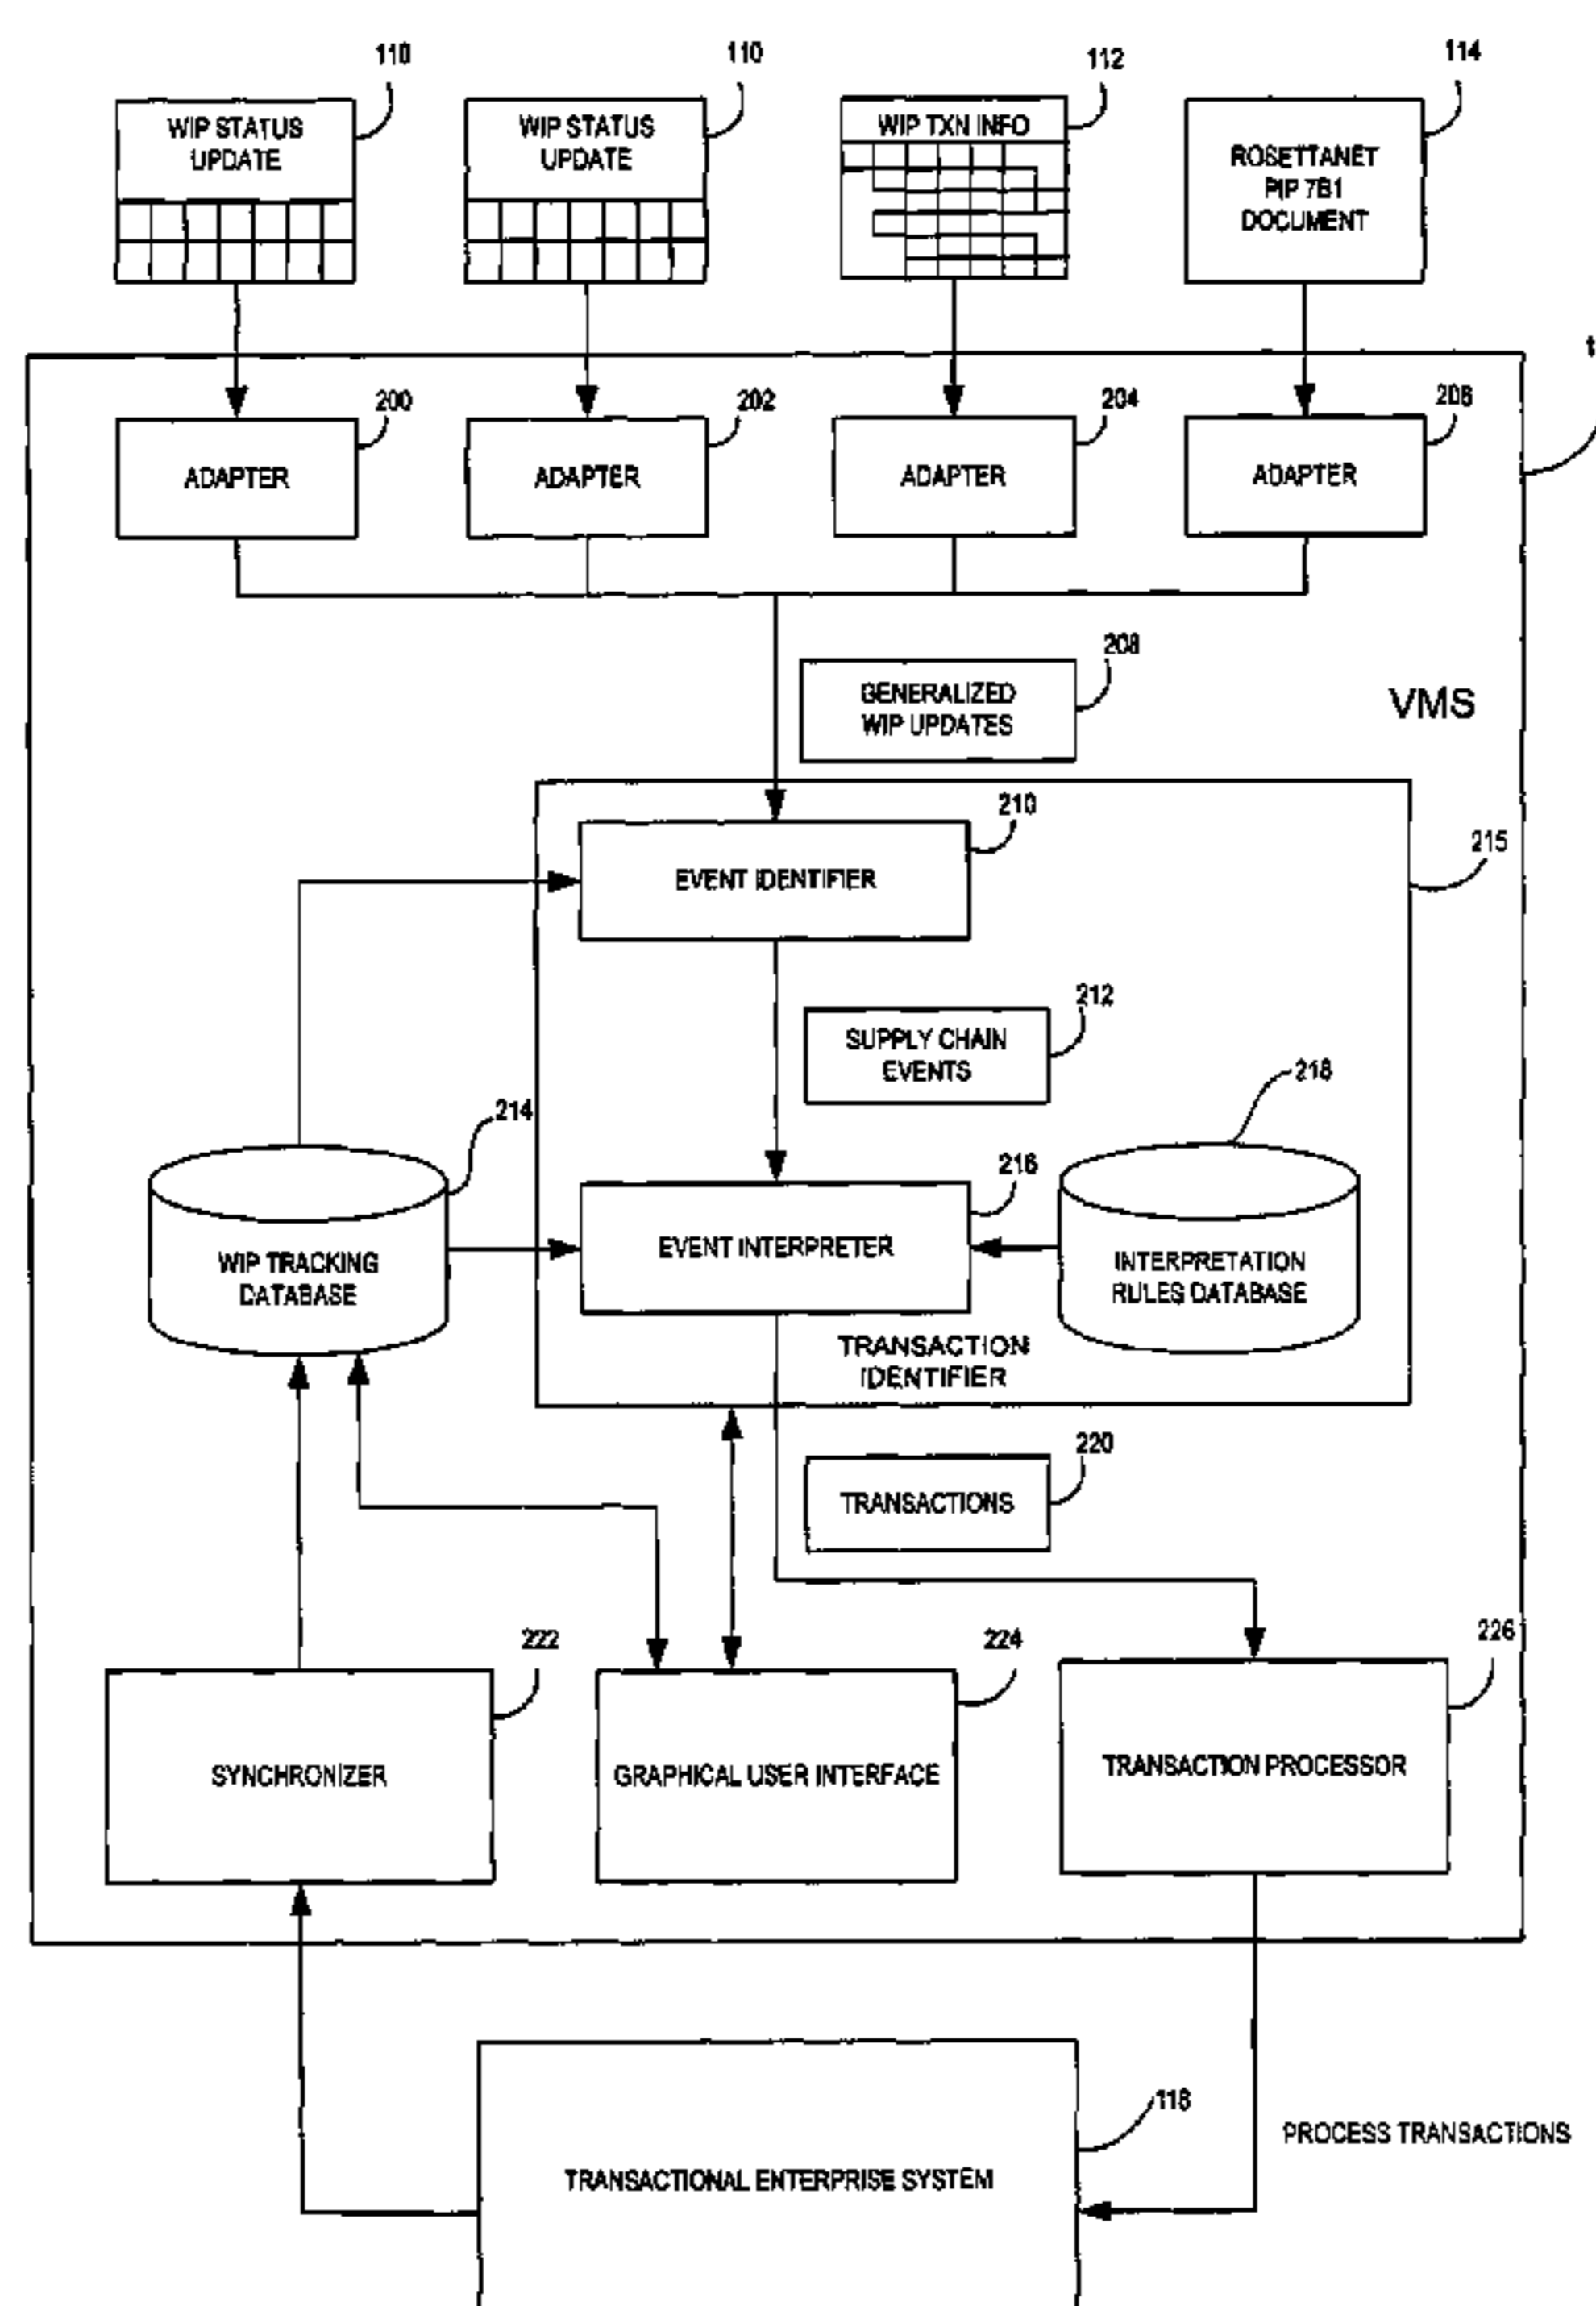 110
110
112
114
WIP STATUS
UPDATE
WIP STATUS
UPDATE
WIP TXN INFO
ROSETTANET
PIP 7B1
DOCUMENT
200
202
204
206
ADAPTER
ADAPTER
ADAPTER
ADAPTER
208
GENERALIZED
WIP UPDATES
VMS
210
215
EVENT IDENTIFIER
212
SUPPLY CHAIN
EVENTS
218
214
216
EVENT INTERPRETER
WIP TRACKING
DATABASE
INTERPRETATION
RULES DATABASE
TRANSACTION
IDENTIFIER
220
TRANSACTIONS
222
224
226
SYNCHRONIZER
GRAPHICAL USER INTERFACE
TRANSACTION PROCESSOR
118
PROCESS TRANSACTIONS
TRANSACTIONAL ENTERPRISE SYSTEM